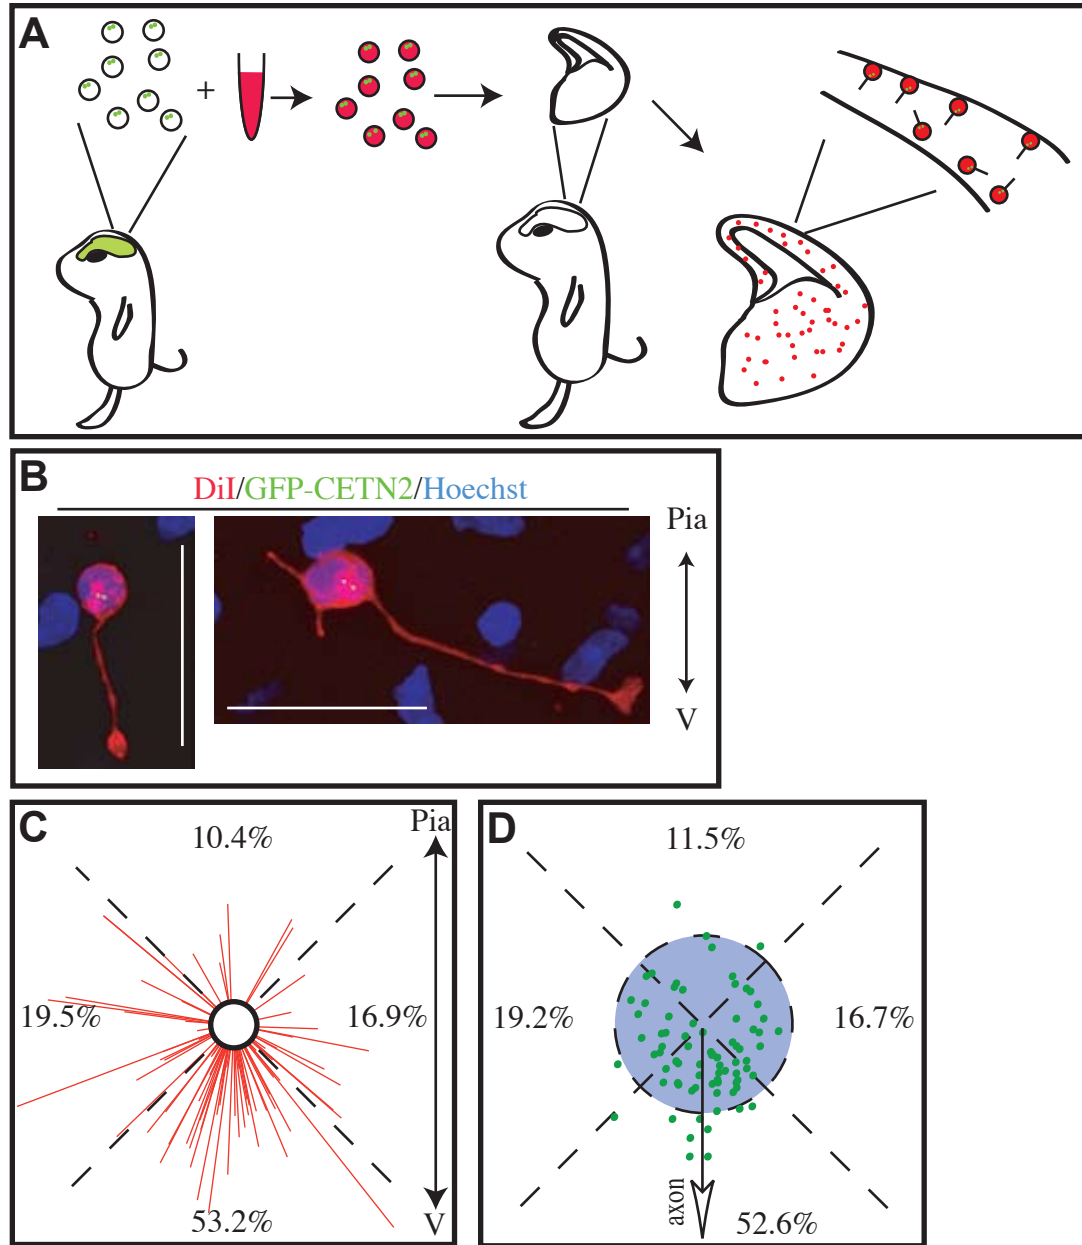 A
+
B
DiI/GFP-CETN2/Hoechst
Pia
V
C
Pia
10.4%
19.5%
16.9%
53.2%
V
D
11.5%
19.2%
16.7%
axon
52.6%